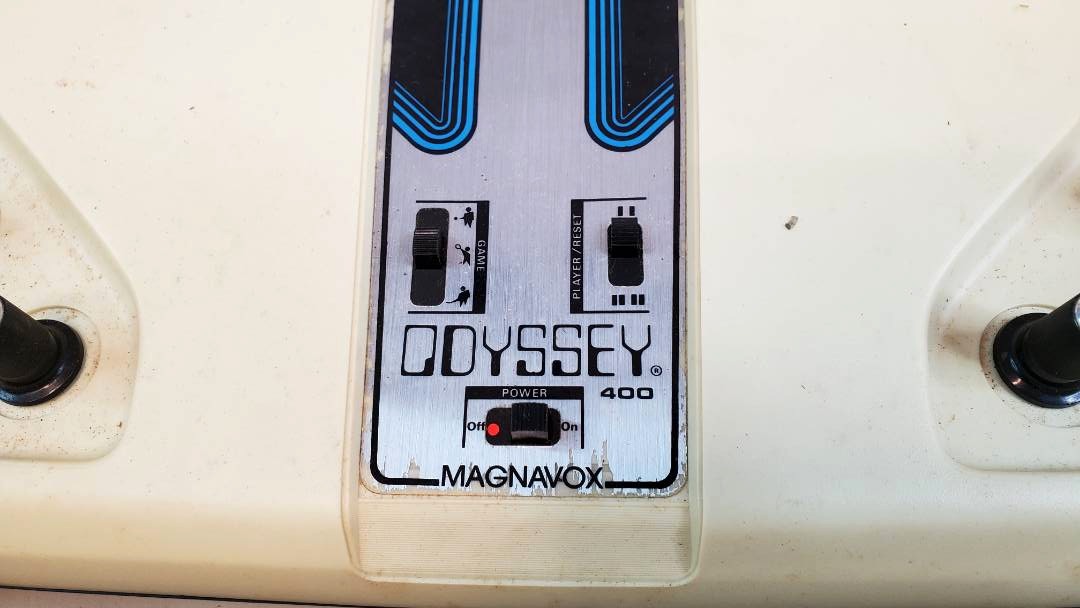 GAME
PLAYER/RESET
ODYSSEY®
400
POWER
Off On
MAGNAVOX